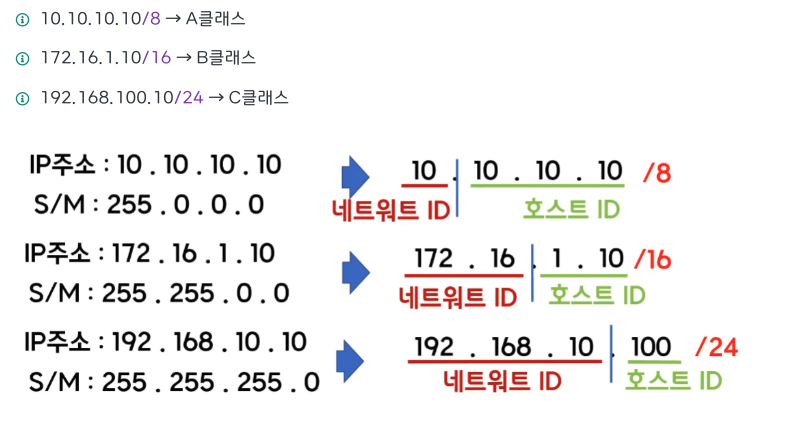 10.10.10.10/8 → A클래스
172.16.1.10/16 → B클래스
192.168.100.10/24 → C클래스
IP주소 : 10 . 10 . 10 . 10
10 . 10 . 10 . 10 /8
S/M : 255 . 0 . 0 . 0
네트워트 ID 호스트 ID
IP주소 : 172 . 16 . 1 . 10
172 . 16 . 1 . 10 /16
S/M : 255 . 255 . 0 . 0
네트워트 ID 호스트 ID
IP주소 : 192 . 168 . 10 . 10
192 . 168 . 10 . 100 /24
S/M : 255 . 255 . 255 . 0
네트워트 ID 호스트 ID